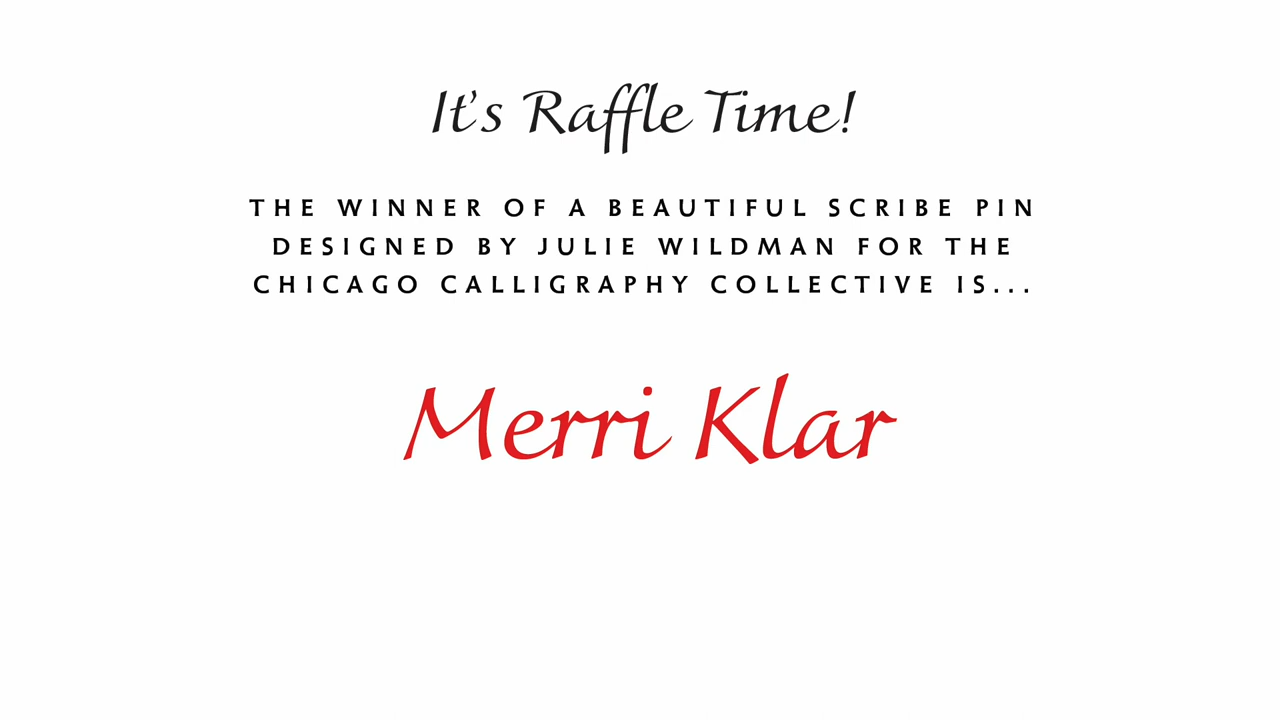 It's Raffle Time!
THE WINNER OF A BEAUTIFUL SCRIBE PIN
DESIGNED BY JULIE WILDMAN FOR THE
CHICAGO CALLIGRAPHY COLLECTIVE IS...
Merri Klar